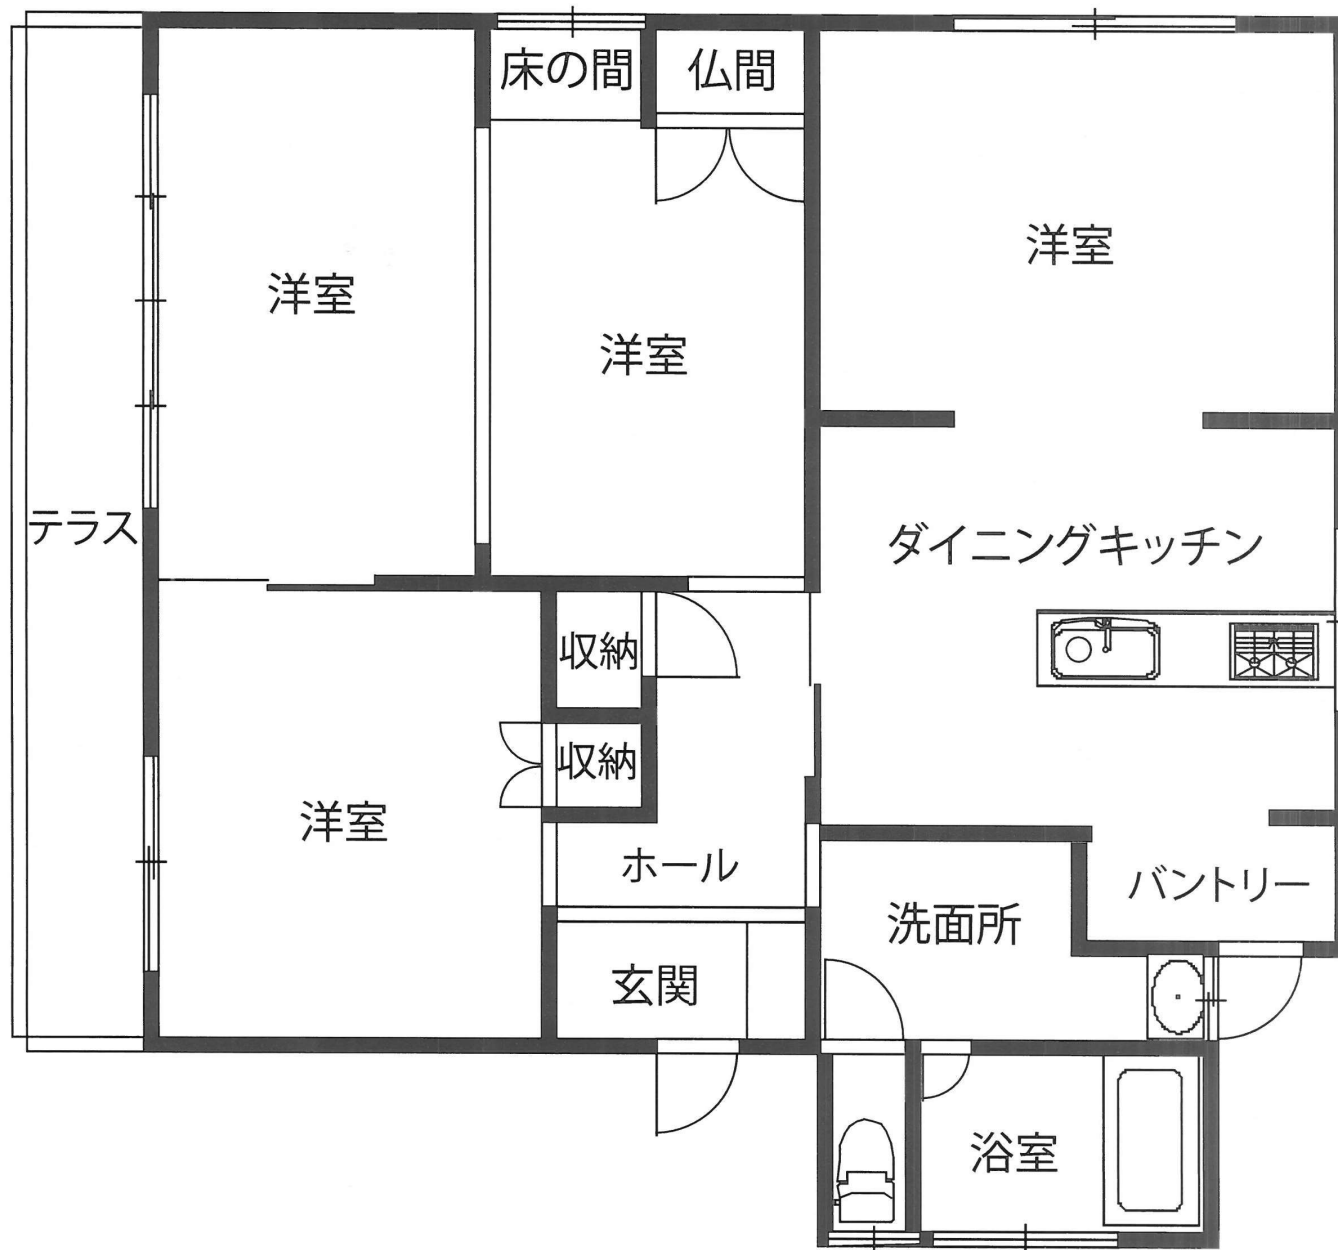 床の間
仏間
洋室
洋室
洋室
テラス
ダイニングキッチン
収納
収納
洋室
ホール
バントリー
洗面所
玄関
浴室